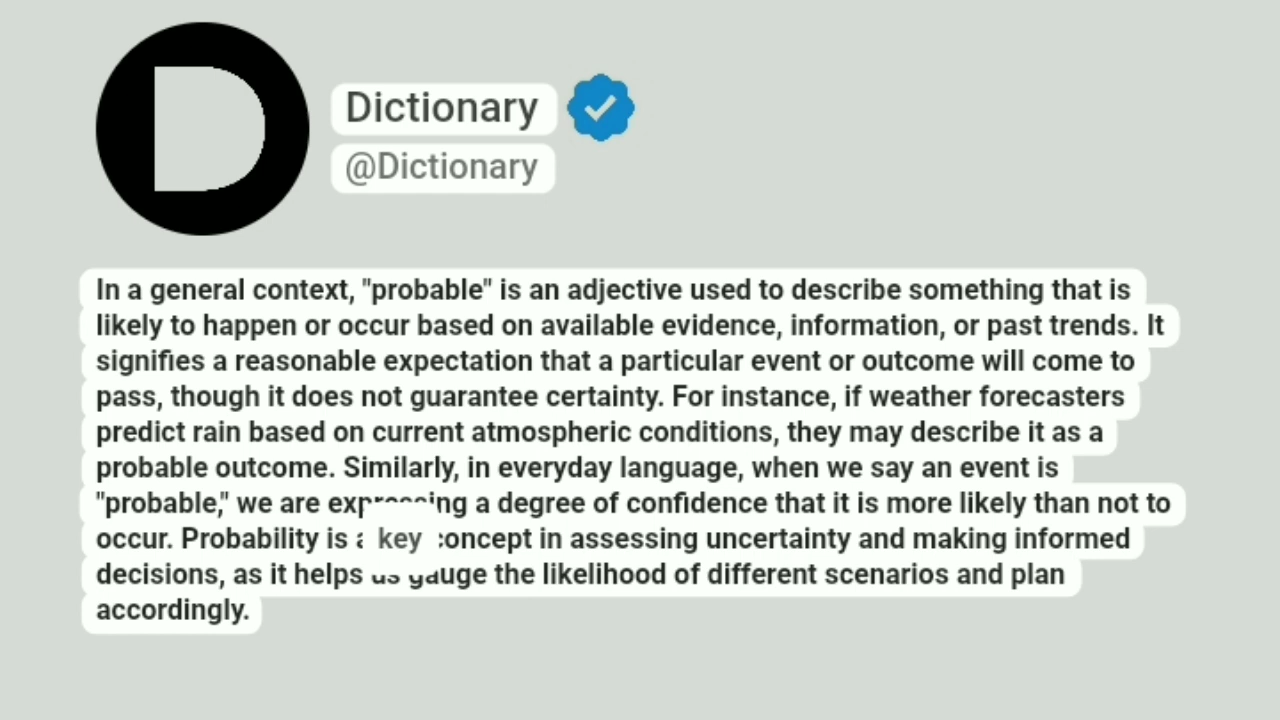 D
Dictionary
@Dictionary
In a general context, "probable" is an adjective used to describe something that is
likely to happen or occur based on available evidence, information, or past trends. It
signifies a reasonable expectation that a particular event or outcome will come to
pass, though it does not guarantee certainty. For instance, if weather forecasters
predict rain based on current atmospheric conditions, they may describe it as a
probable outcome. Similarly, in everyday language, when we say an event is
"probable," we are expressing a degree of confidence that it is more likely than not to
occur. Probability is a key concept in assessing uncertainty and making informed
decisions, as it helps us gauge the likelihood of different scenarios and plan
accordingly.